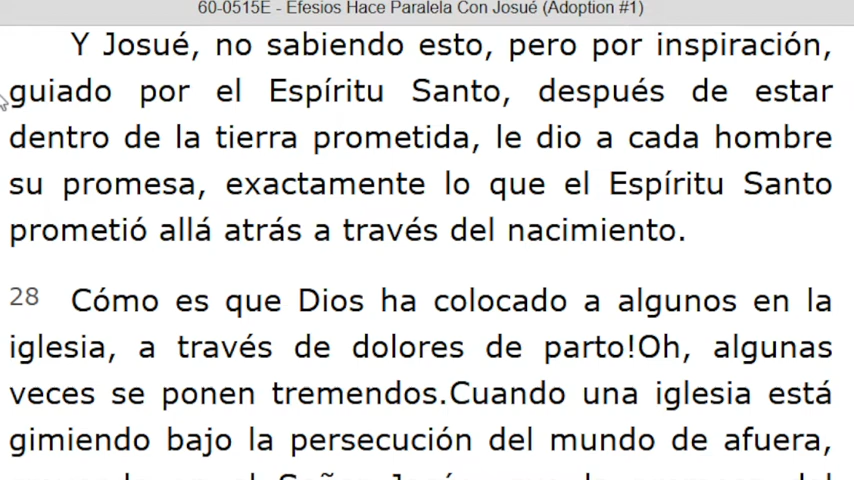 60-0515E - Efesios Hace Paralela Con Josué (Adoption #1)
Y Josué, no sabiendo esto, pero por inspiración,
guiado por el Espíritu Santo, después de estar
dentro de la tierra prometida, le dio a cada hombre
su promesa, exactamente lo que el Espíritu Santo
prometió allá atrás a través del nacimiento.
28 Cómo es que Dios ha colocado a algunos en la
iglesia, a través de dolores de parto!Oh, algunas
veces se ponen tremendos.Cuando una iglesia está
gimiendo bajo la persecución del mundo de afuera,